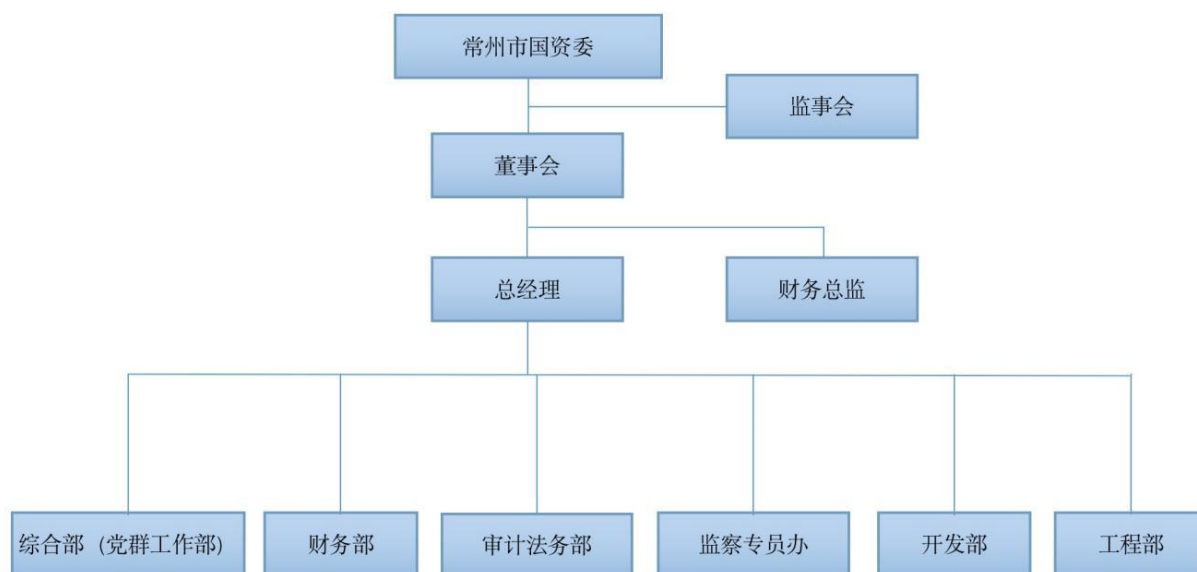 常州市国资委
监事会
董事会
总经理
财务总监
综合部（党群工作部）
财务部
审计法务部
监察专员办
开发部
工程部